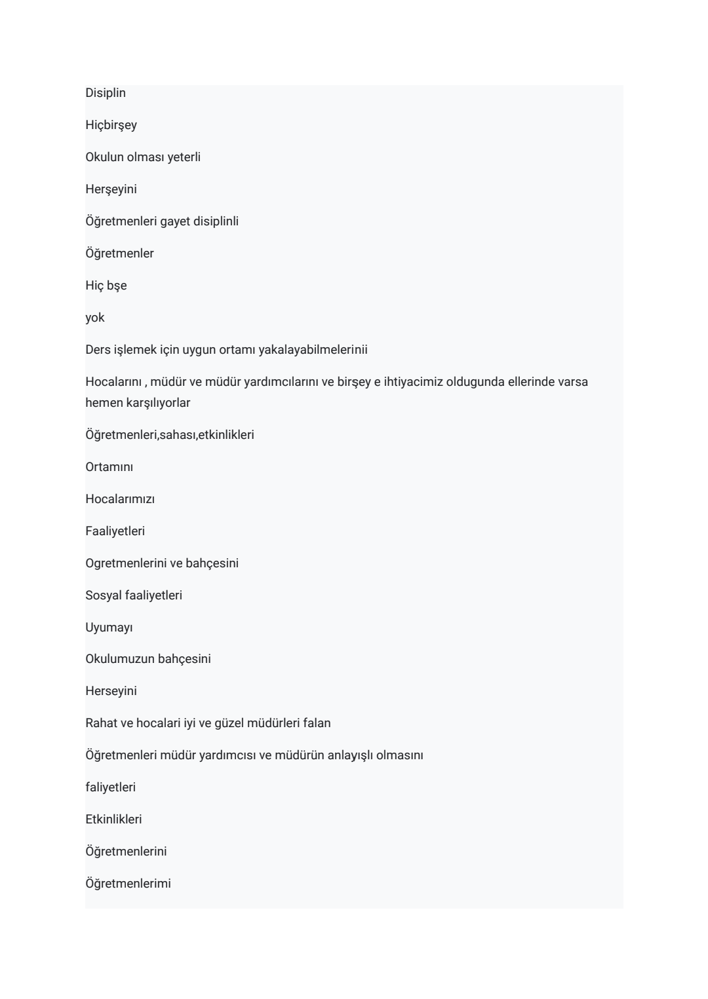 Disiplin
Hiçbirşey
Okulun olması yeterli
Herşeyini
Öğretmenleri gayet disiplinli
Öğretmenler
Hiç bşe
yok
Ders işlemek için uygun ortamı yakalayabilmelerinii
Hocalarını , müdür ve müdür yardımcılarını ve birşey e ihtiyacimiz oldugunda ellerinde varsa
hemen karşılıyorlar
Öğretmenleri,sahası,etkinlikleri
Ortamını
Hocalarımızı
Faaliyetleri
Ogretmenlerini ve bahçesini
Sosyal faaliyetleri
Uyumayı
Okulumuzun bahçesini
Herseyini
Rahat ve hocalari iyi ve güzel müdürleri falan
Öğretmenleri müdür yardımcısı ve müdürün anlayışlı olmasını
faliyetleri
Etkinlikleri
Öğretmenlerini
Öğretmenlerimi